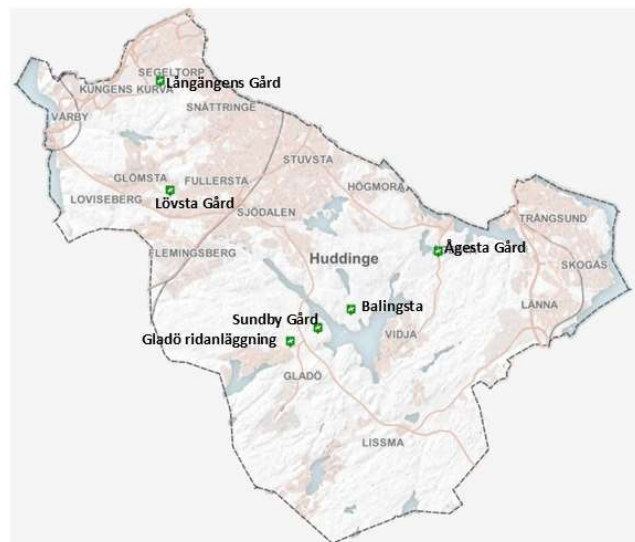 SEGELTORP
Långängens Gård
KUNGENS KURVA
SNÄTTRINGE
VÅRBY
STUVSTA
GLÖMSTA
FULLERSTA
HÖGMORA
LOVISEBERG
Lövsta Gård
SJÖDALEN
TRÅNGSUND
FLEMINGSBERG
Huddinge
Ågesta Gård
SKOGÅS
LÄNNA
Balingsta
Sundby Gård
VIDJA
Gladö ridanläggning
GLADÖ
LISSMA